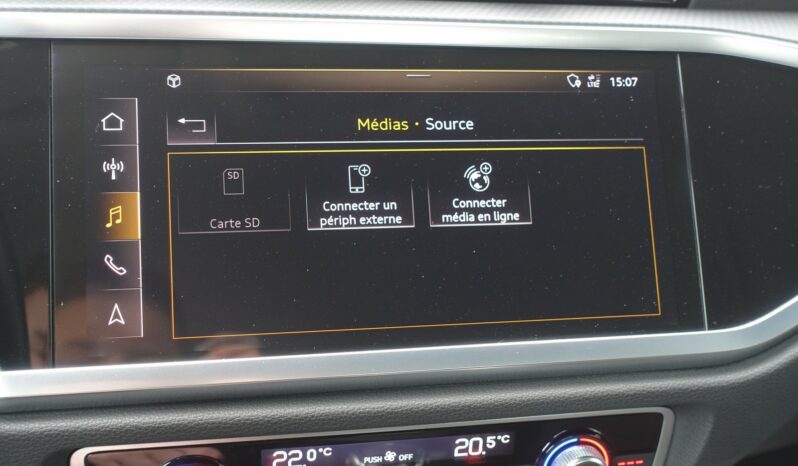 LTE 15:07
Médias • Source
SD
Carte SD
Connecter un
périph externe
Connecter
média en ligne
22.0°C
PUSH OFF
20.5°C